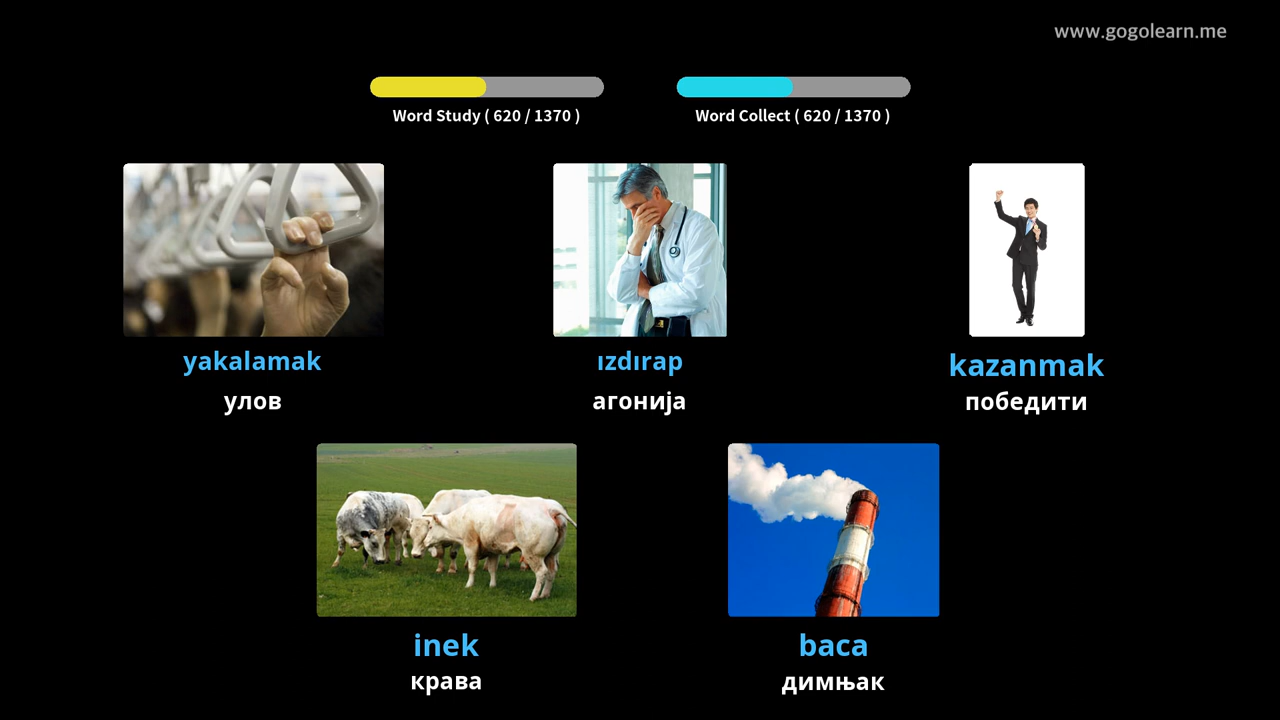 www.gogolearn.me
Word Study ( 620 / 1370 )
Word Collect ( 620 / 1370 )
yakalamak
улов
ızdırap
агонија
kazanmak
победити
inek
крава
baca
димњак